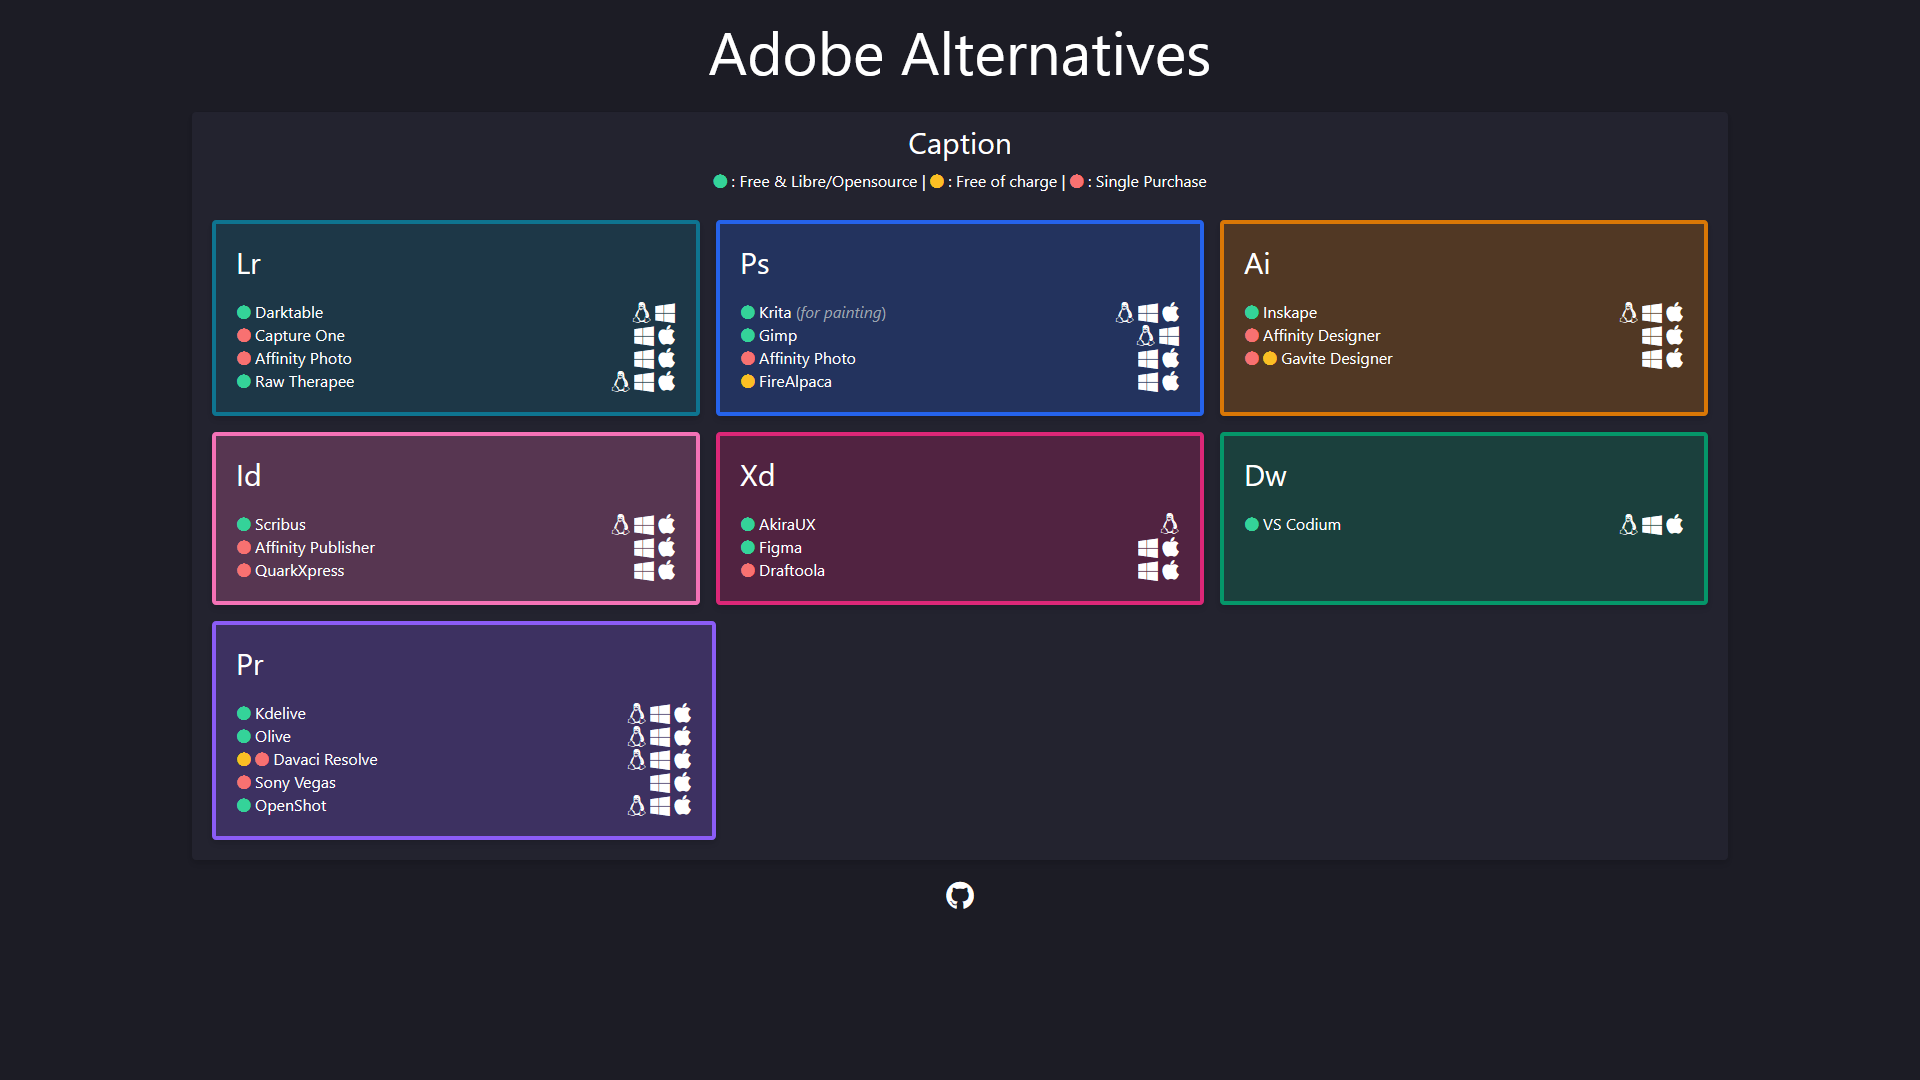 Adobe Alternatives
Caption
: Free & Libre/Opensource | : Free of charge | : Single Purchase
Lr
Darktable
Capture One
Affinity Photo
Raw Therapee
Ps
Krita (for painting)
Gimp
Affinity Photo
FireAlpaca
Ai
Inskape
Affinity Designer
Gavite Designer
Id
Scribus
Affinity Publisher
QuarkXpress
Xd
AkiraUX
Figma
Draftoola
Dw
VS Codium
Pr
Kdelive
Olive
Davaci Resolve
Sony Vegas
OpenShot